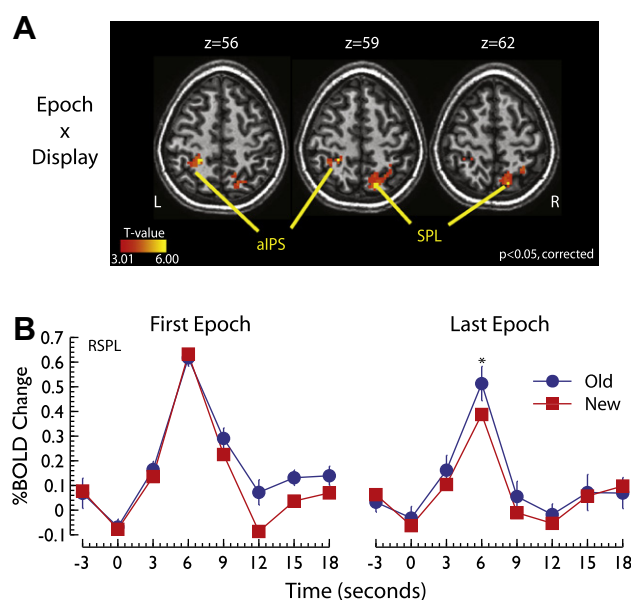 A
z=56 z=59 z=62
Epoch
x
Display
L
R
aIPS
SPL
T-value
3.01 6.00
p<0.05, corrected
B
First Epoch
Last Epoch
RSPL
*
Old
New
%BOLD Change
0.7
0.6
0.5
0.4
0.3
0.2
0.1
0
-0.1
-3 0 3 6 9 12 15 18
-3 0 3 6 9 12 15 18
Time (seconds)